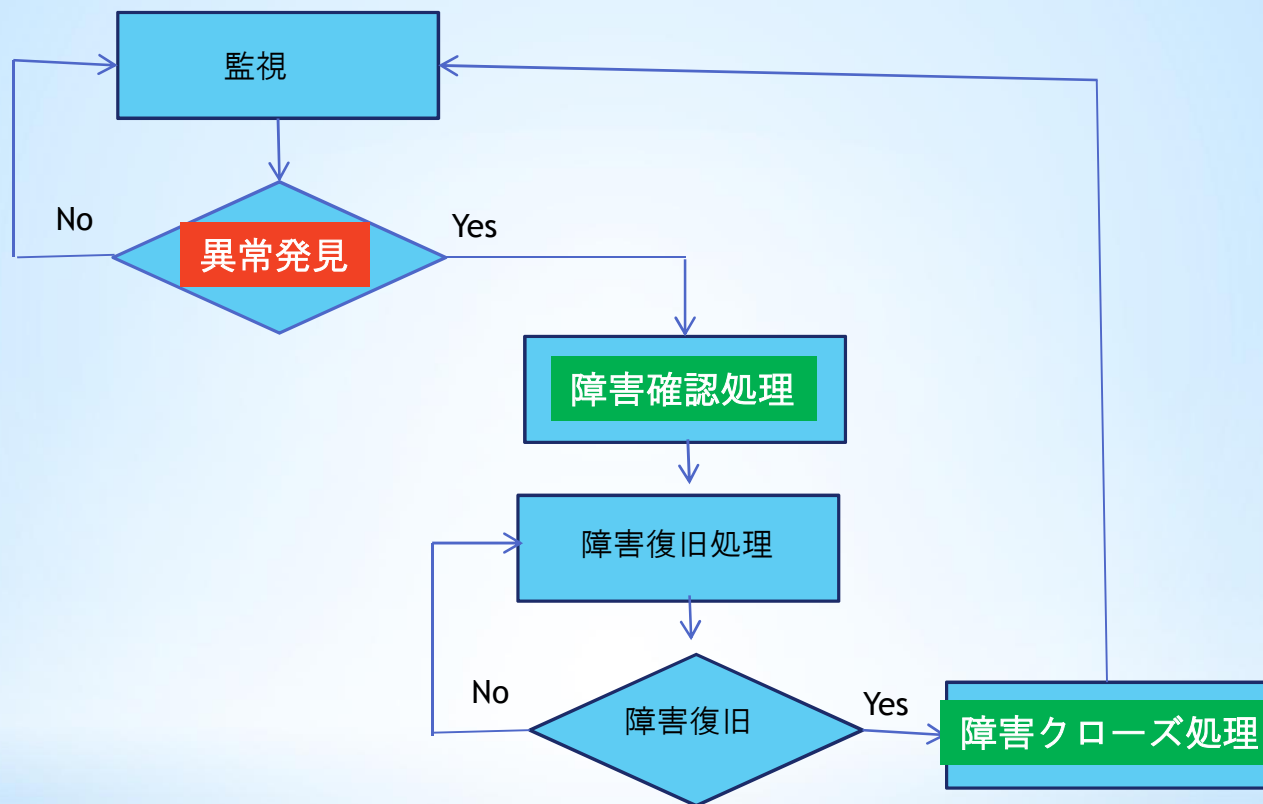 監視
No
異常発見
Yes
障害確認処理
障害復旧処理
No
障害復旧
Yes
障害クローズ処理